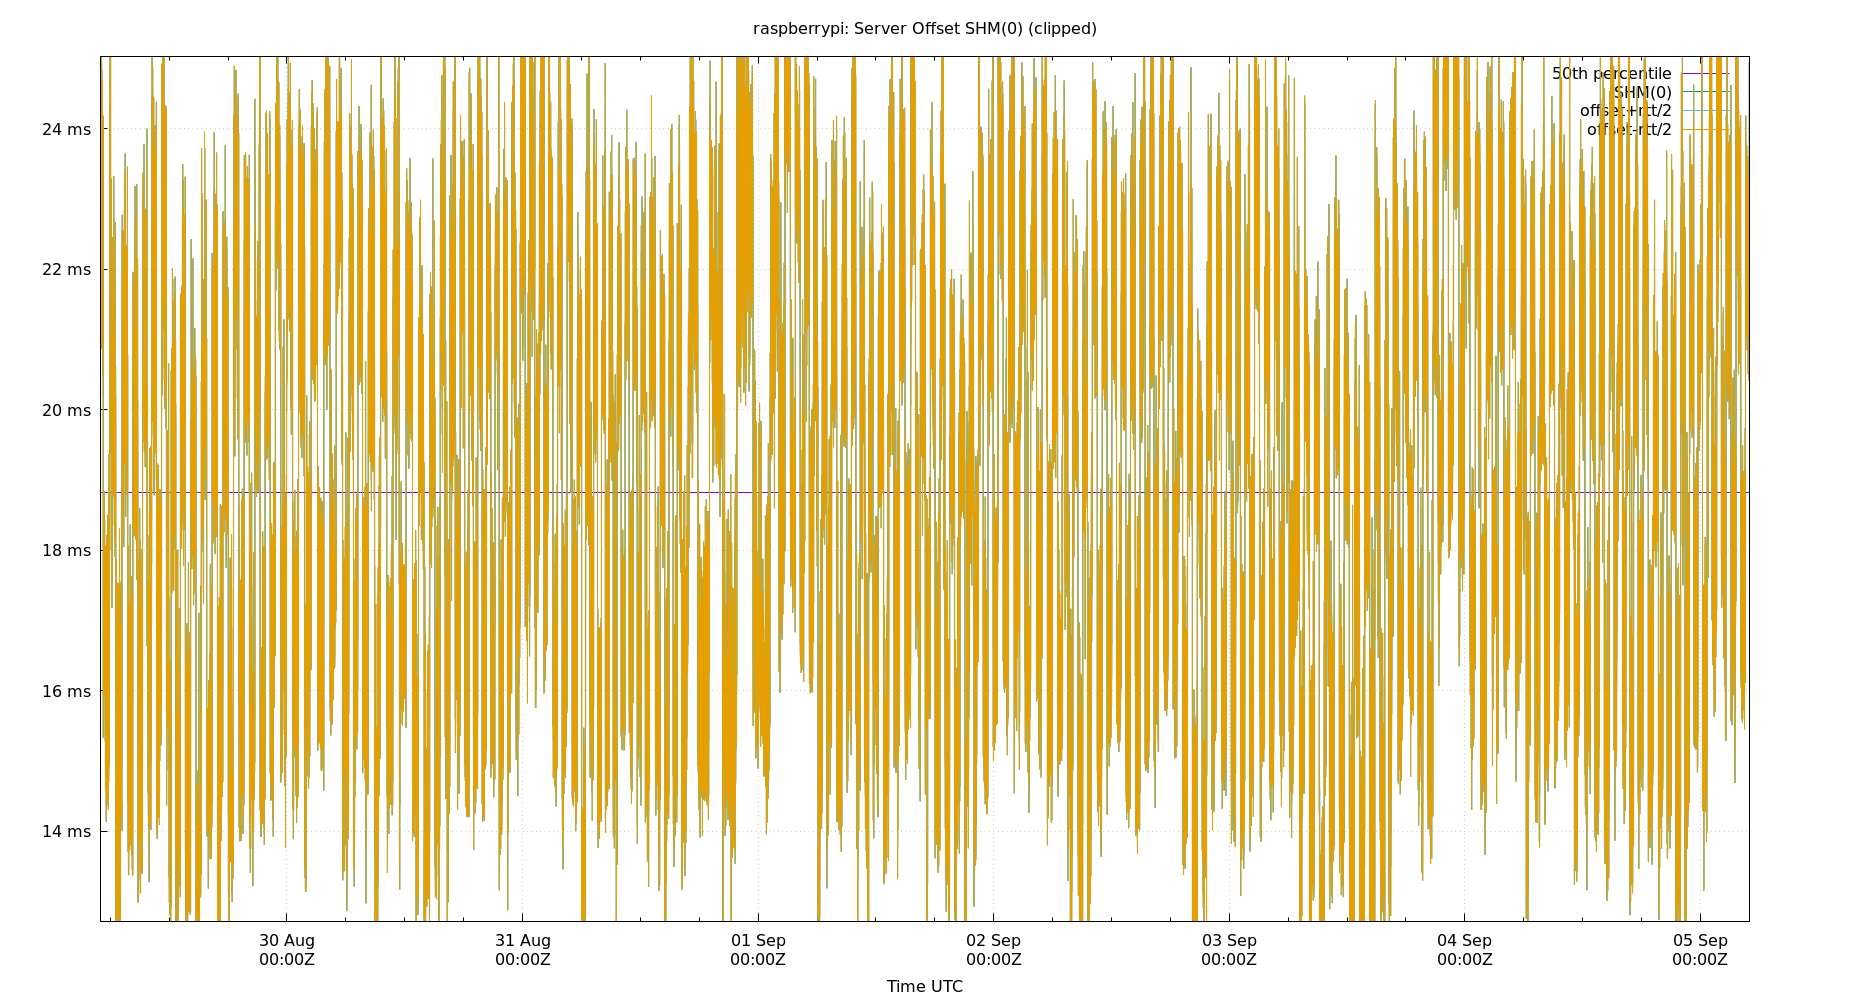 raspberrypi: Server Offset SHM(0) (clipped)
50th percentile
SHM(0)
offset+rtt/2
offset-rtt/2
24 ms
22 ms
20 ms
18 ms
16 ms
14 ms
30 Aug 31 Aug 01 Sep 02 Sep 03 Sep 04 Sep 05 Sep
00:00Z 00:00Z 00:00Z 00:00Z 00:00Z 00:00Z 00:00Z
Time UTC